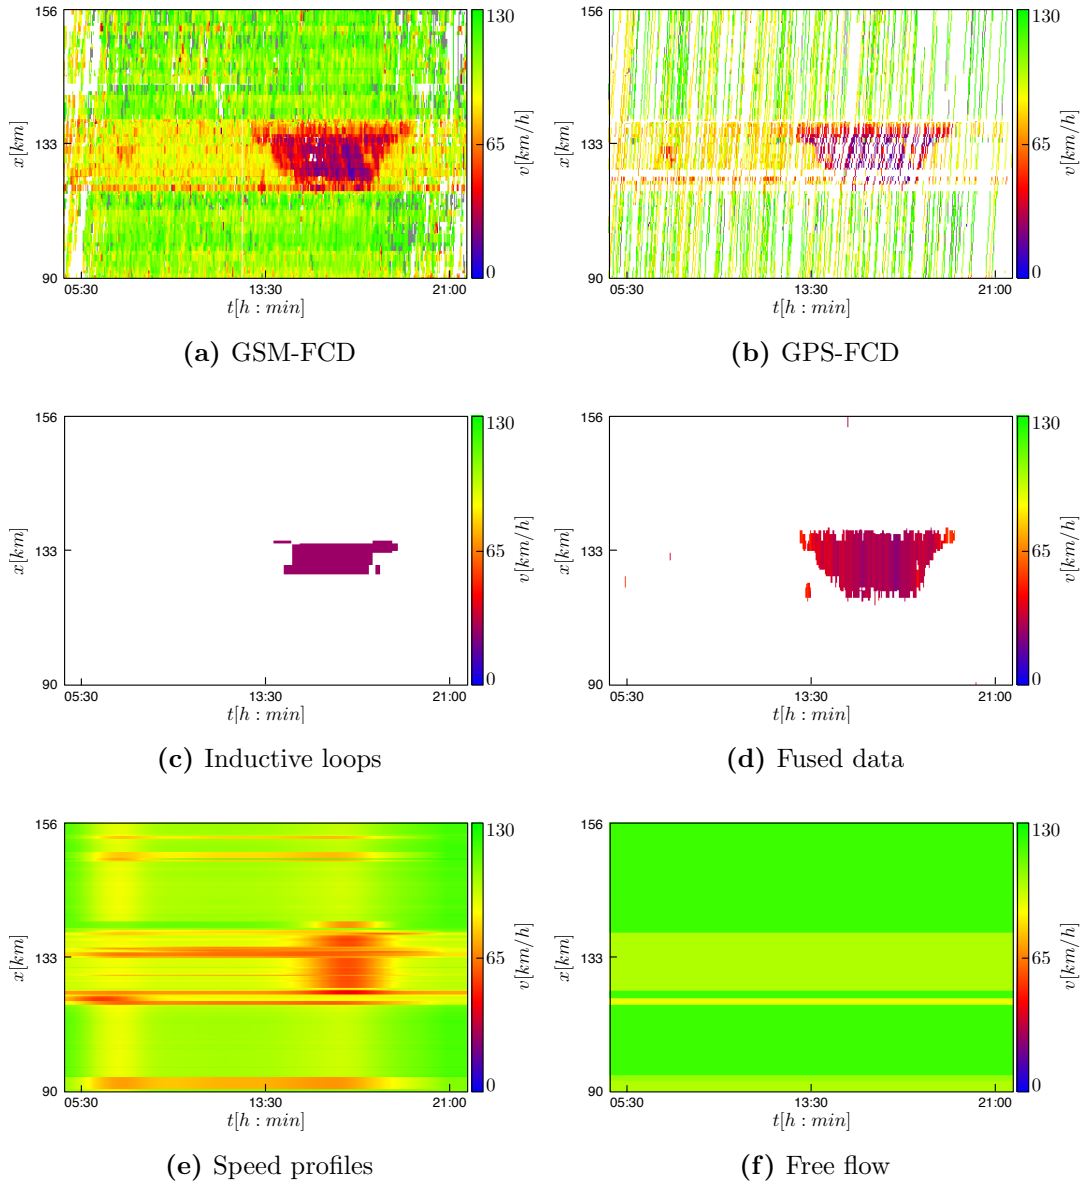 156
133
90
x[km]
05:30
13:30
21:00
t[h : min]
130
65
0
v[km/h]
(a) GSM-FCD
156
133
90
x[km]
05:30
13:30
21:00
t[h : min]
130
65
0
v[km/h]
(b) GPS-FCD
156
133
90
x[km]
05:30
13:30
21:00
t[h : min]
130
65
0
v[km/h]
(c) Inductive loops
156
133
90
x[km]
05:30
13:30
21:00
t[h : min]
130
65
0
v[km/h]
(d) Fused data
156
133
90
x[km]
05:30
13:30
21:00
t[h : min]
130
65
0
v[km/h]
(e) Speed profiles
156
133
90
x[km]
05:30
13:30
21:00
t[h : min]
130
65
0
v[km/h]
(f) Free flow